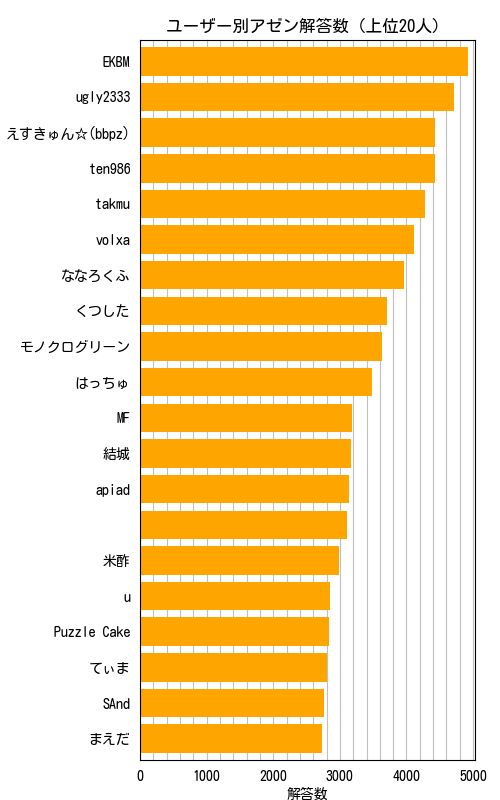 ユーザー別アゼン解答数 (上位20人)
EKBM
ugly2333
えすきゅん☆(bbpz)
ten986
takmu
volxa
ななろくふ
くつした
モノクログリーン
はっちゅ
MF
結城
apiad
米酢
u
Puzzle Cake
てぃま
SAnd
まえだ
0 1000 2000 3000 4000 5000
解答数